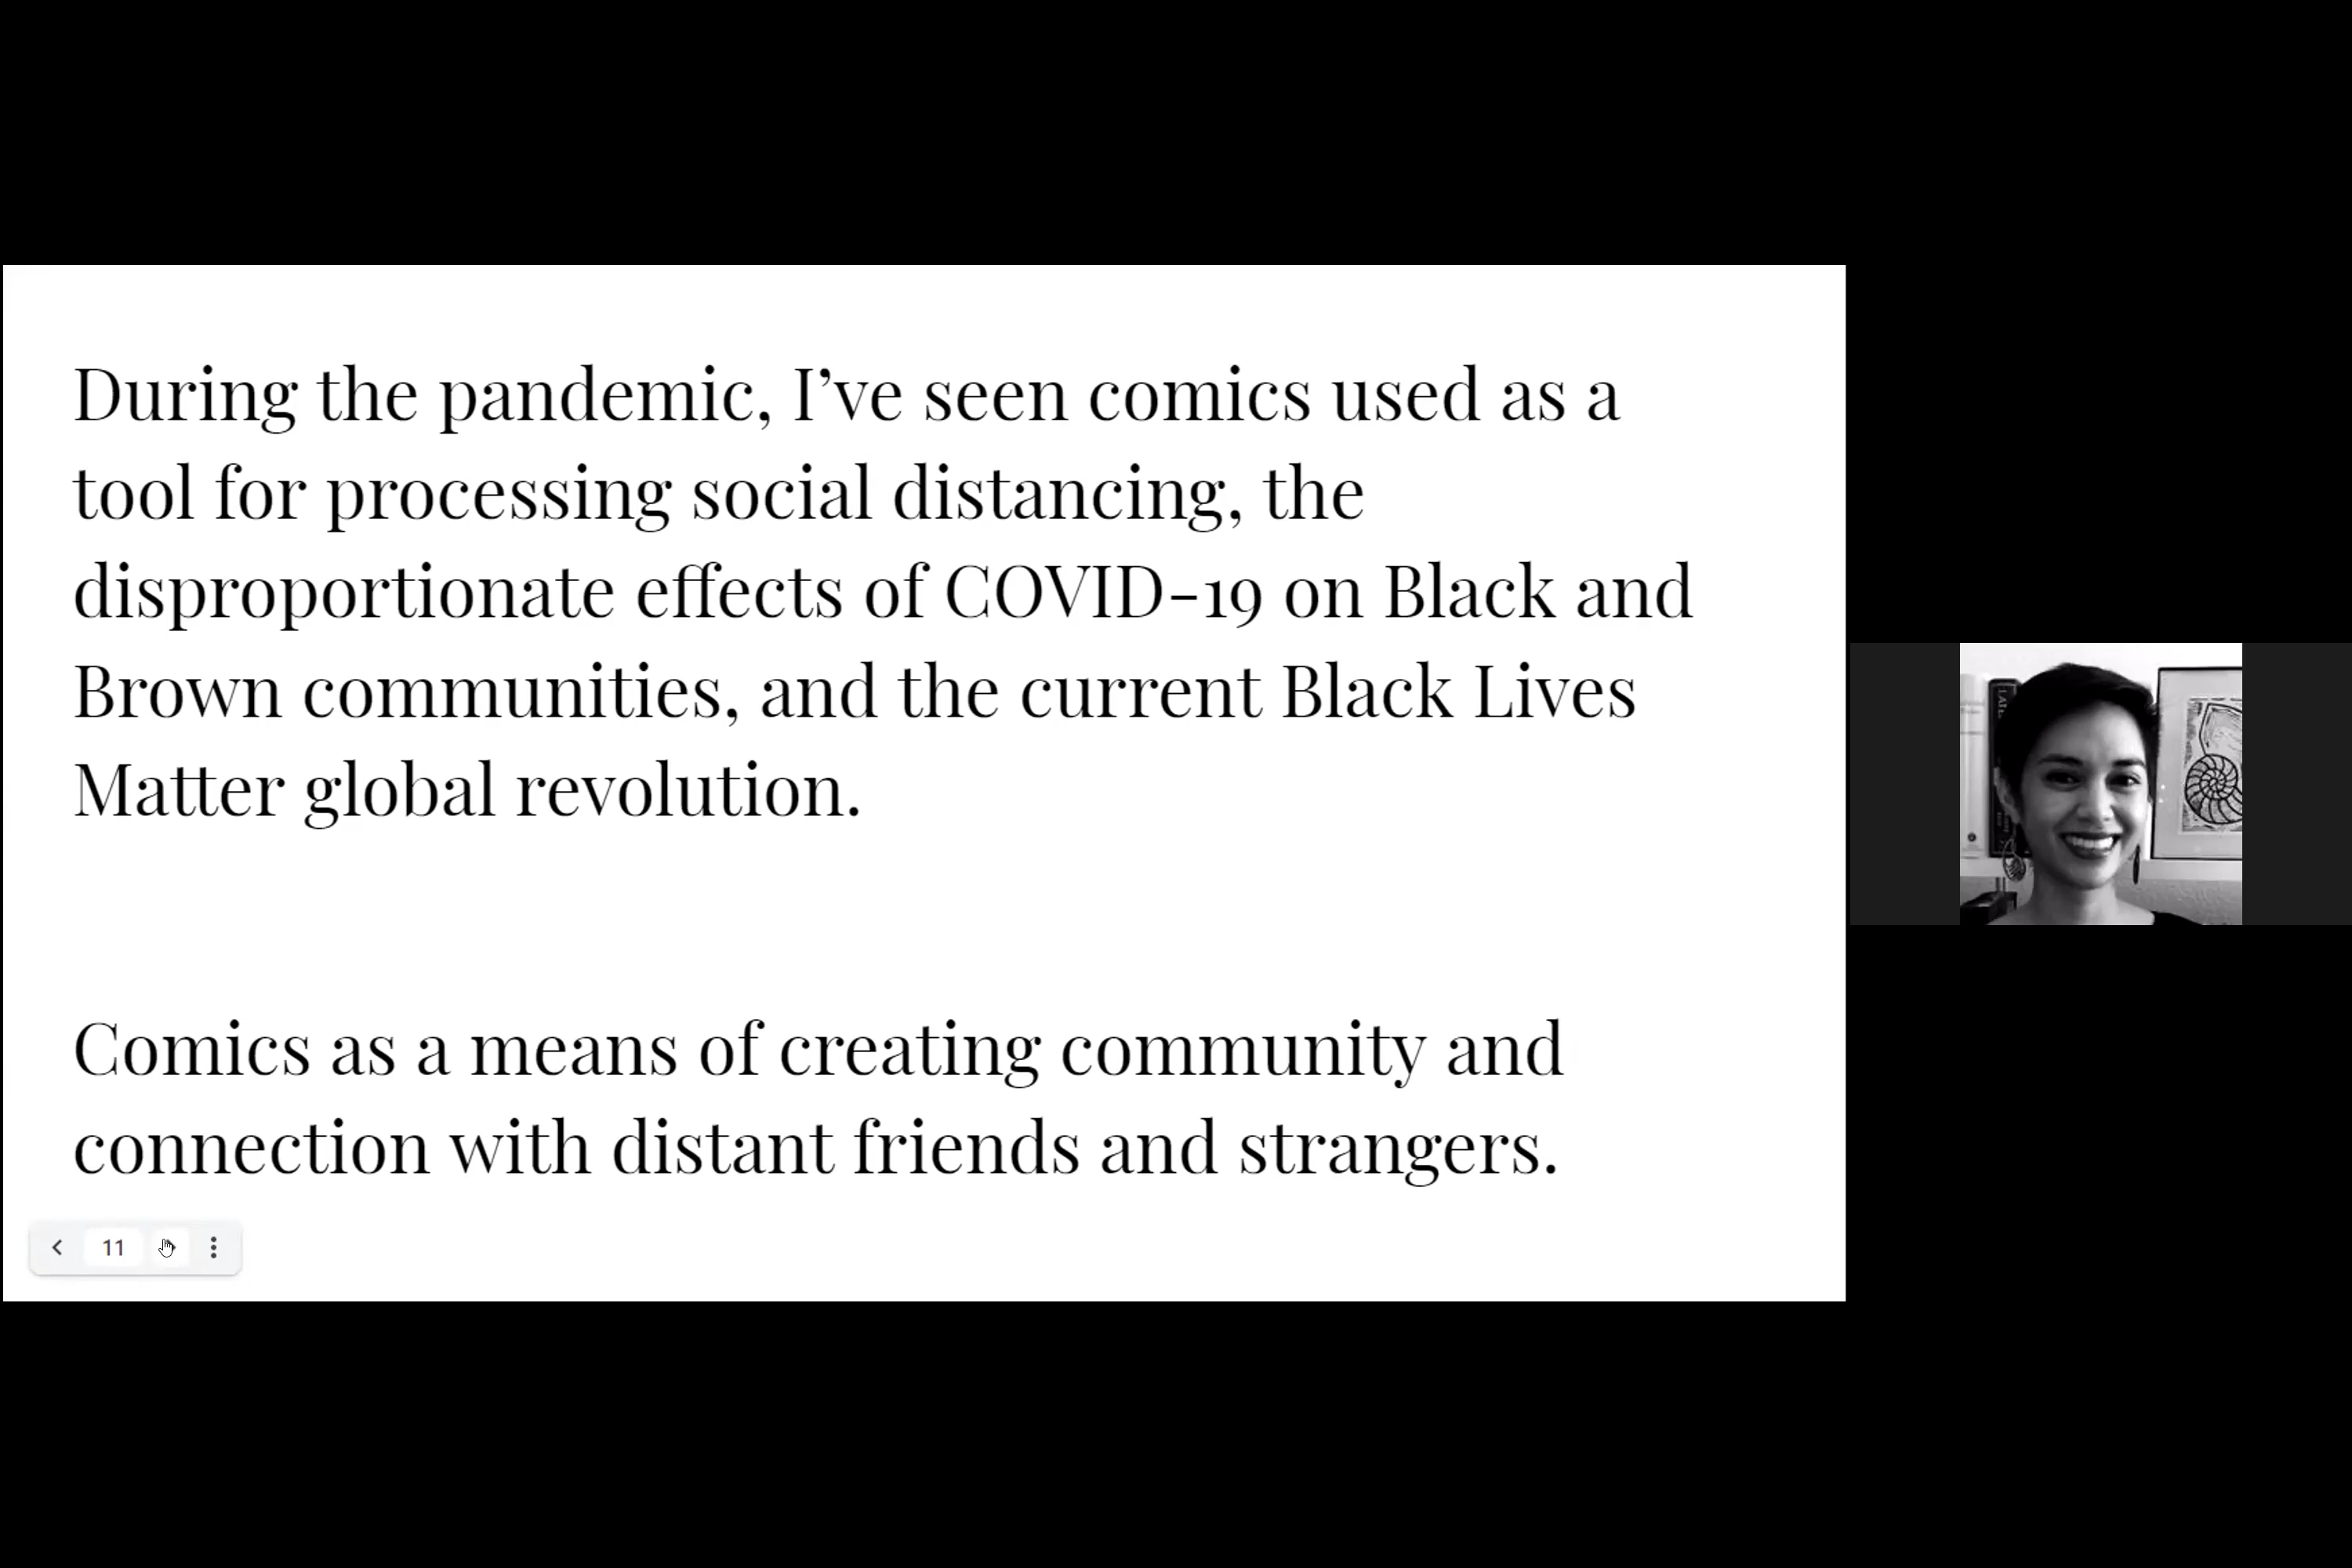 During the pandemic, I’ve seen comics used as a
tool for processing social distancing, the
disproportionate effects of COVID-19 on Black and
Brown communities, and the current Black Lives
Matter global revolution.
Comics as a means of creating community and
connection with distant friends and strangers.
11